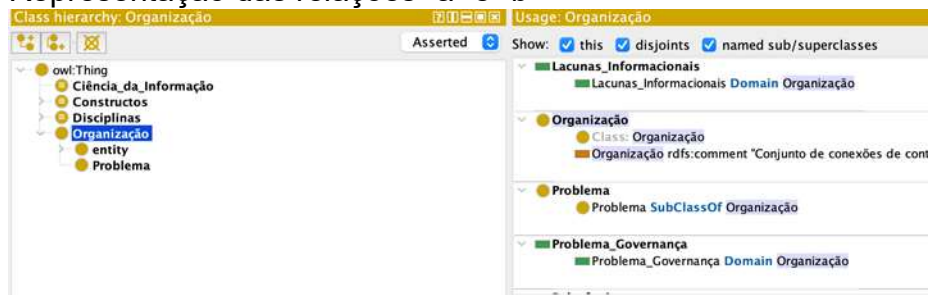 Class hierarchy: Organização
Asserted
owl:Thing
Ciência_da_Informação
Constructos
Disciplinas
Organização
entity
Problema
Usage: Organização
Show: this disjoints named sub/superclasses
Lacunas_Informacionais
Lacunas_Informacionais Domain Organização
Organização
Class: Organização
Organização rdfs:comment "Conjunto de conexões de cont
Problema
Problema SubClassOf Organização
Problema_Governança
Problema_Governança Domain Organização